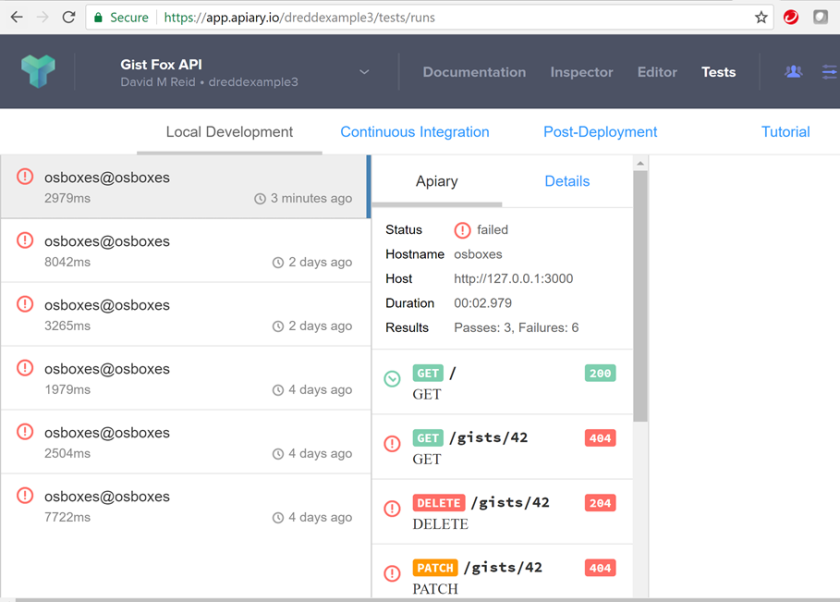 Secure https://app.apiary.io/dreddexample3/tests/runs
Gist Fox API
David M Reid • dreddexample3
Documentation Inspector Editor Tests
Local Development Continuous Integration Post-Deployment Tutorial
osboxes@osboxes
2979ms 3 minutes ago
osboxes@osboxes
8042ms 2 days ago
osboxes@osboxes
3265ms 2 days ago
osboxes@osboxes
1979ms 4 days ago
osboxes@osboxes
2504ms 4 days ago
osboxes@osboxes
7722ms 4 days ago
Apiary Details
Status failed
Hostname osboxes
Host http://127.0.0.1:3000
Duration 00:02.979
Results Passes: 3, Failures: 6
GET / 200
GET
GET /gists/42 404
GET
DELETE /gists/42 204
DELETE
PATCH /gists/42 404
PATCH